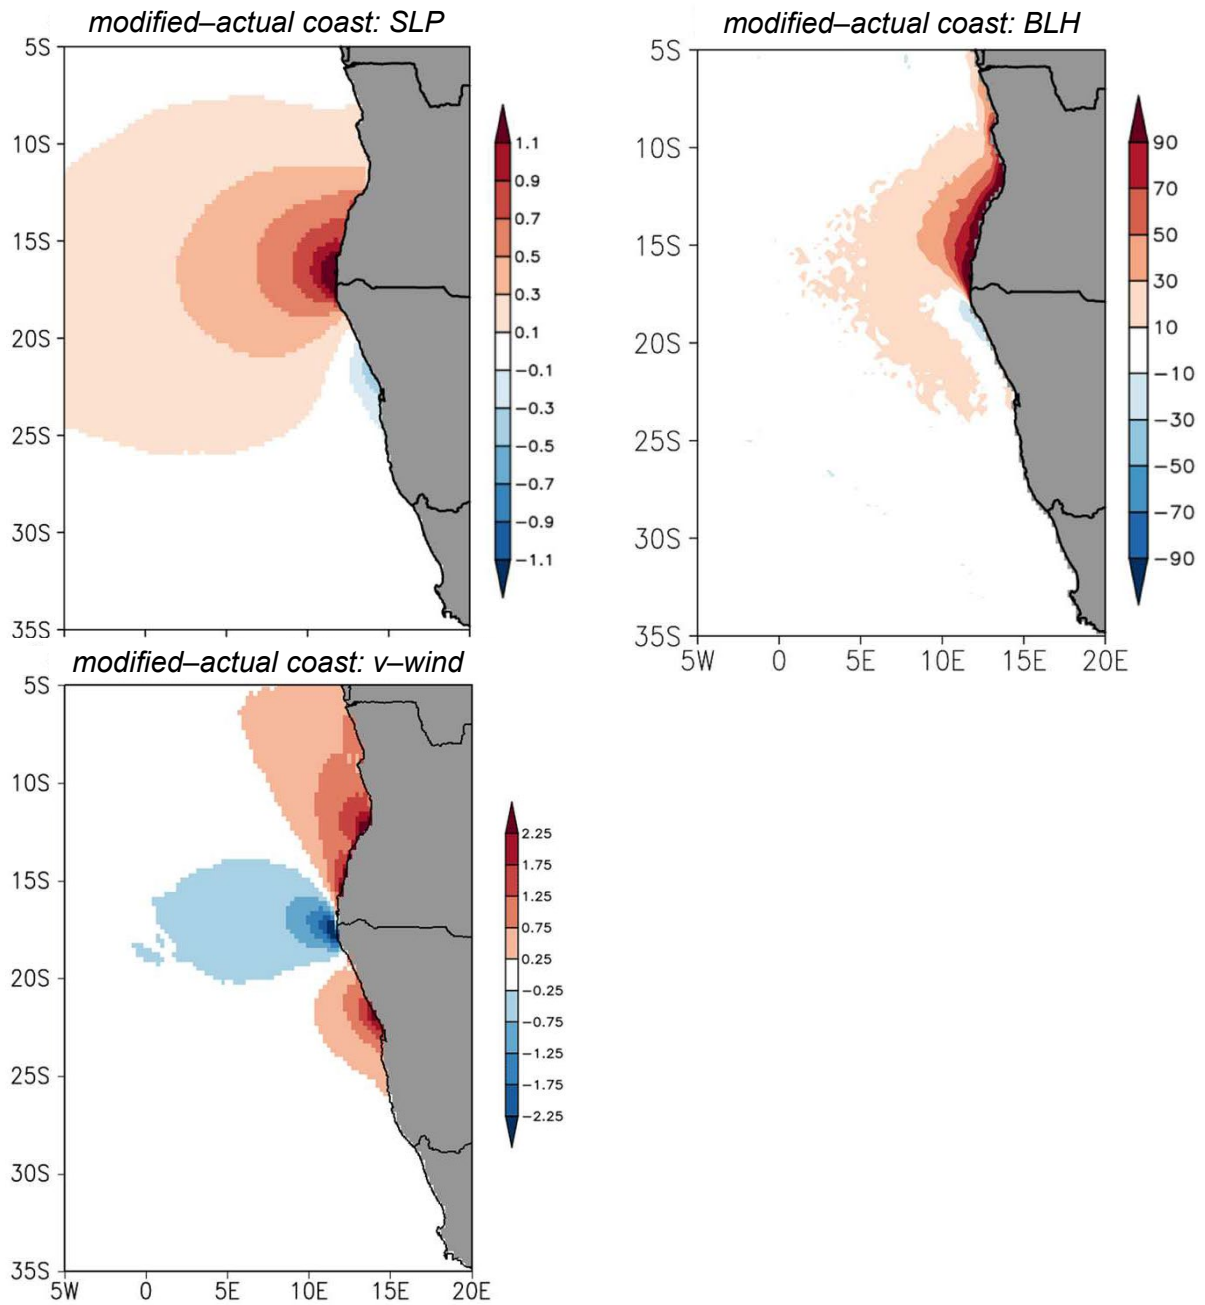 modified–actual coast: SLP
5S
10S
15S
20S
25S
30S
35S
1.1
0.9
0.7
0.5
0.3
0.1
−0.1
−0.3
−0.5
−0.7
−0.9
−1.1
modified–actual coast: BLH
5S
10S
15S
20S
25S
30S
35S
5W 0 5E 10E 15E 20E
90
70
50
30
10
−10
−30
−50
−70
−90
modified–actual coast: v–wind
5S
10S
15S
20S
25S
30S
35S
5W 0 5E 10E 15E 20E
2.25
1.75
1.25
0.75
0.25
−0.25
−0.75
−1.25
−1.75
−2.25